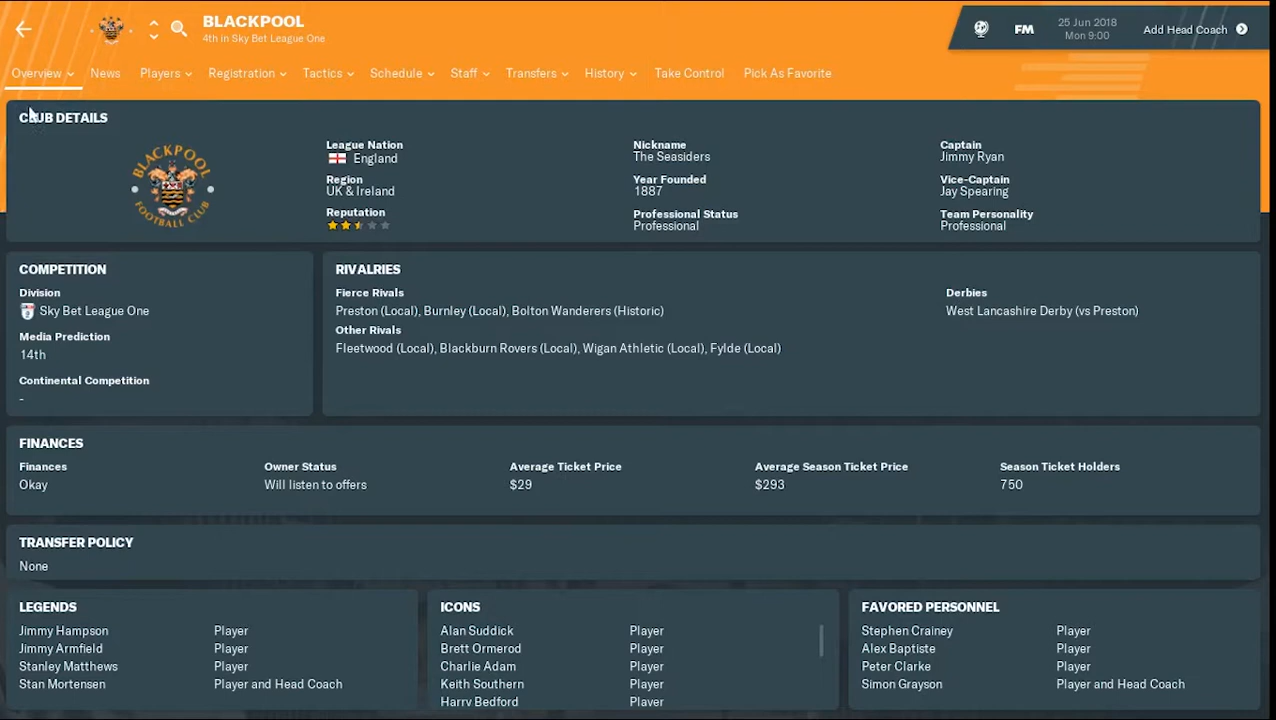 BLACKPOOL
4th in Sky Bet League One
FM
25 Jun 2018
Mon 9:00
Add Head Coach
Overview News Players Registration Tactics Schedule Staff Transfers History Take Control Pick As Favorite
CLUB DETAILS
BLACKPOOL
FOOTBALL CLUB
League Nation
England
Region
UK & Ireland
Reputation
Nickname
The Seasiders
Year Founded
1887
Professional Status
Professional
Captain
Jimmy Ryan
Vice-Captain
Jay Spearing
Team Personality
Professional
COMPETITION
Division
Sky Bet League One
Media Prediction
14th
Continental Competition
-
RIVALRIES
Fierce Rivals
Preston (Local), Burnley (Local), Bolton Wanderers (Historic)
Other Rivals
Fleetwood (Local), Blackburn Rovers (Local), Wigan Athletic (Local), Fylde (Local)
Derbies
West Lancashire Derby (vs Preston)
FINANCES
Finances
Okay
Owner Status
Will listen to offers
Average Ticket Price
$29
Average Season Ticket Price
$293
Season Ticket Holders
750
TRANSFER POLICY
None
LEGENDS
Jimmy Hampson Player
Jimmy Armfield Player
Stanley Matthews Player
Stan Mortensen Player and Head Coach
ICONS
Alan Suddick Player
Brett Ormerod Player
Charlie Adam Player
Keith Southern Player
Harry Bedford Player
FAVORED PERSONNEL
Stephen Crainey Player
Alex Baptiste Player
Peter Clarke Player
Simon Grayson Player and Head Coach